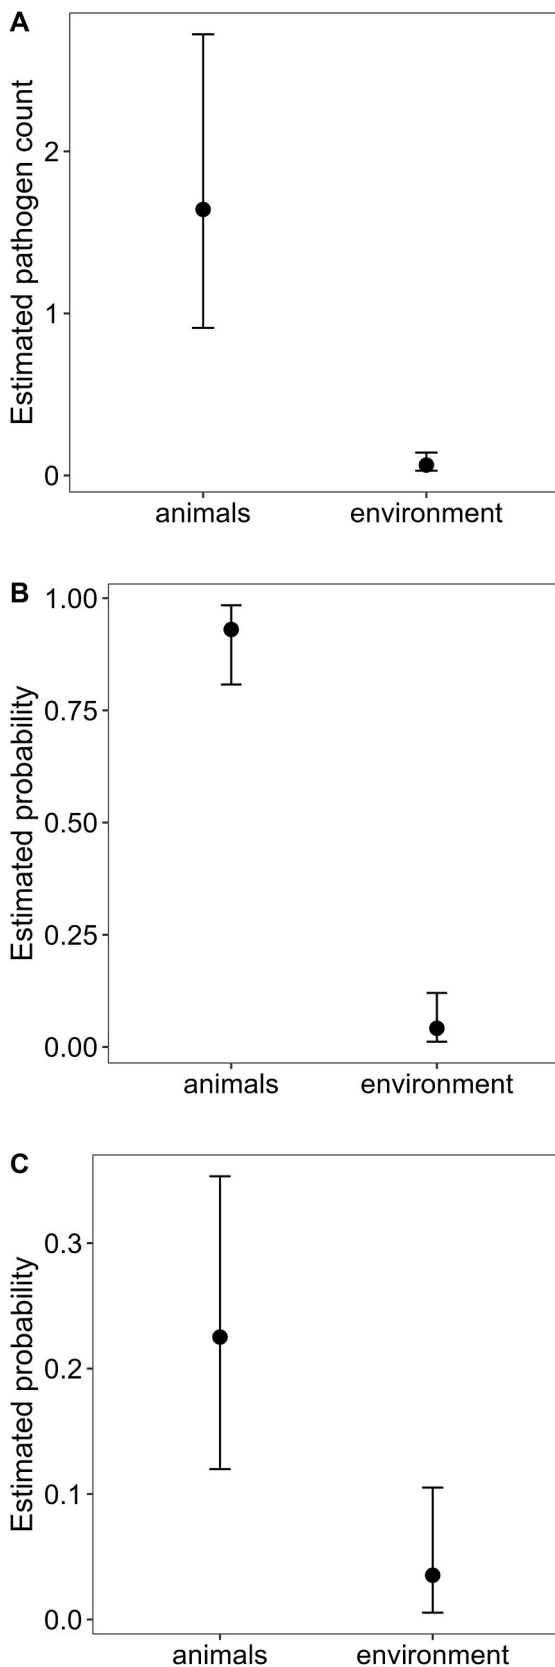 A
Estimated pathogen count
2
1
0
animals environment
B
Estimated probability
1.00
0.75
0.50
0.25
0.00
animals environment
C
Estimated probability
0.3
0.2
0.1
0.0
animals environment